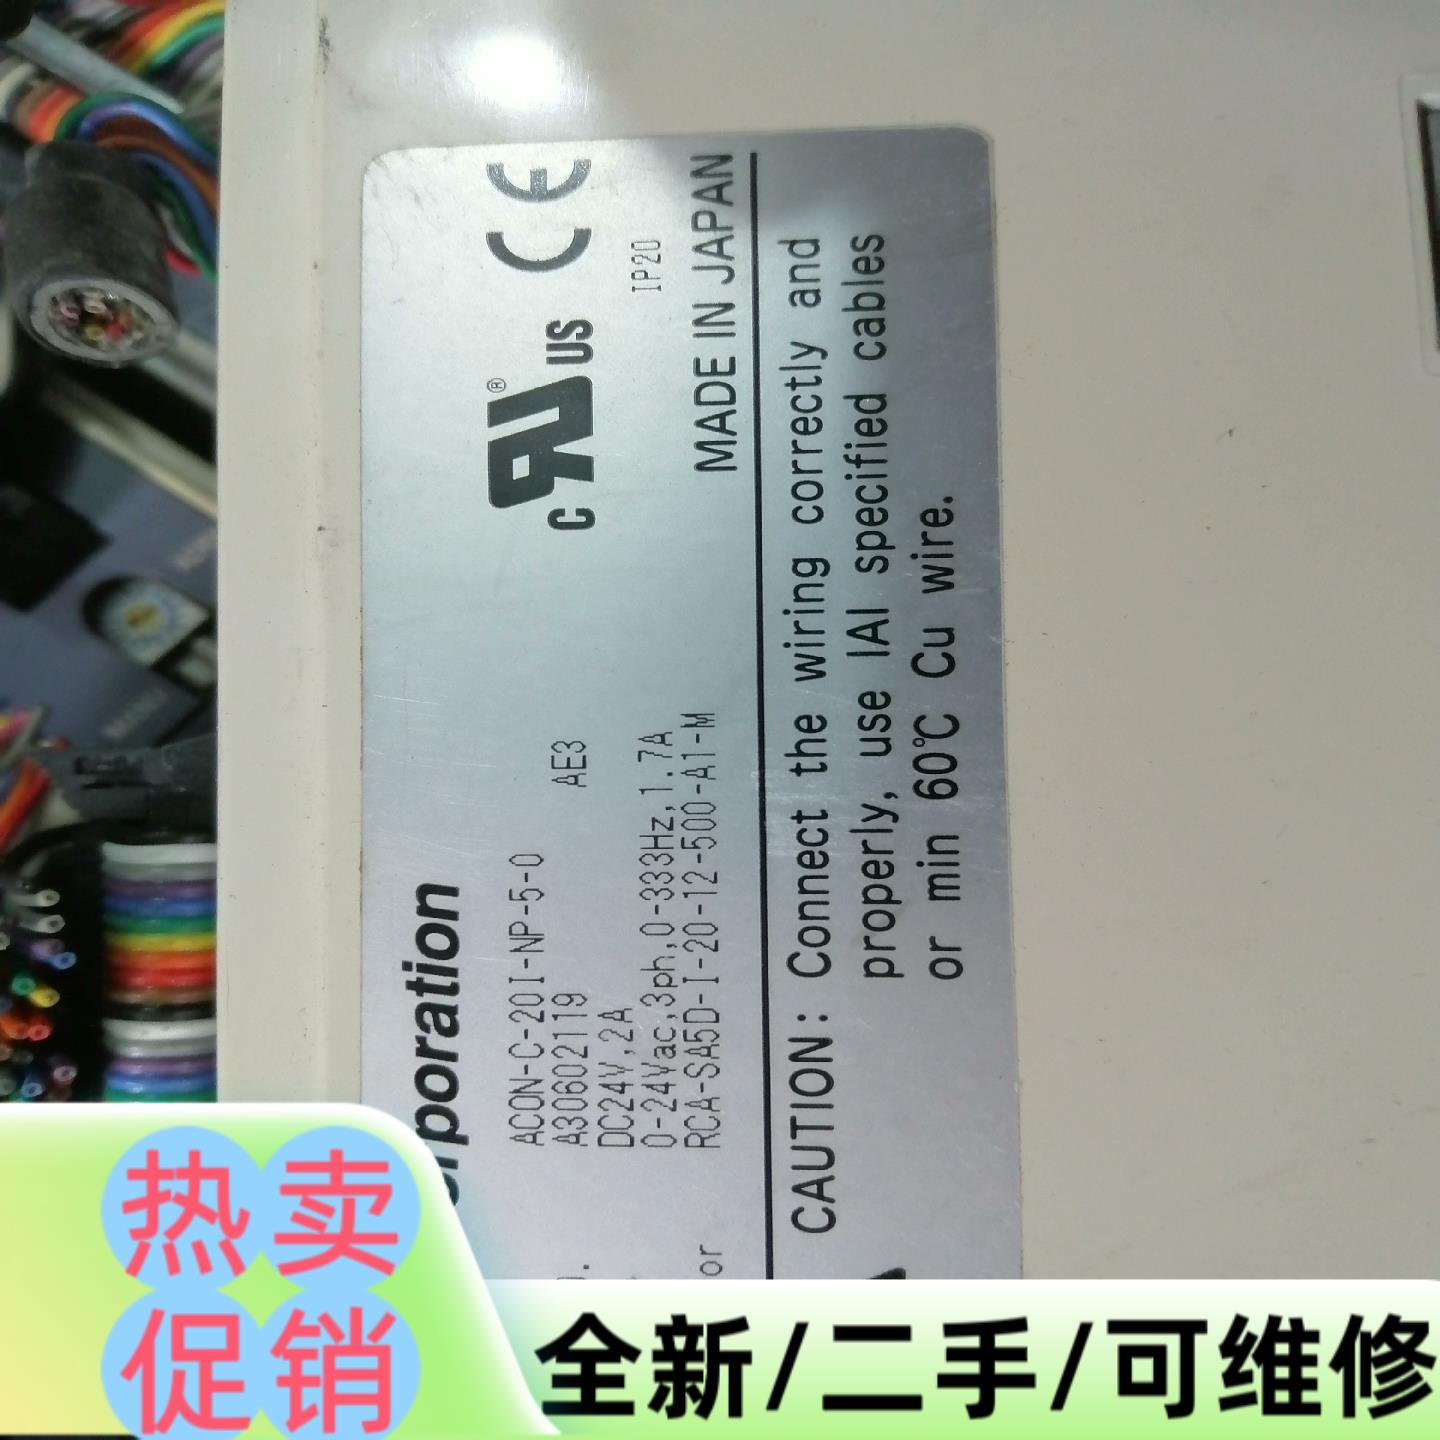 rporation
ACON-C-20I-NP-5-0
A30602119 AE3
DC24V,2A
0-24Vac,3ph,0-333Hz,1.7A
or RCA-SA5D-I-20-12-500-A1-M
c UR® US CE
IP20
MADE IN JAPAN
CAUTION: Connect the wiring correctly and
properly, use IAI specified cables
or min 60℃ Cu wire.
热卖
促销
全新/二手/可维修